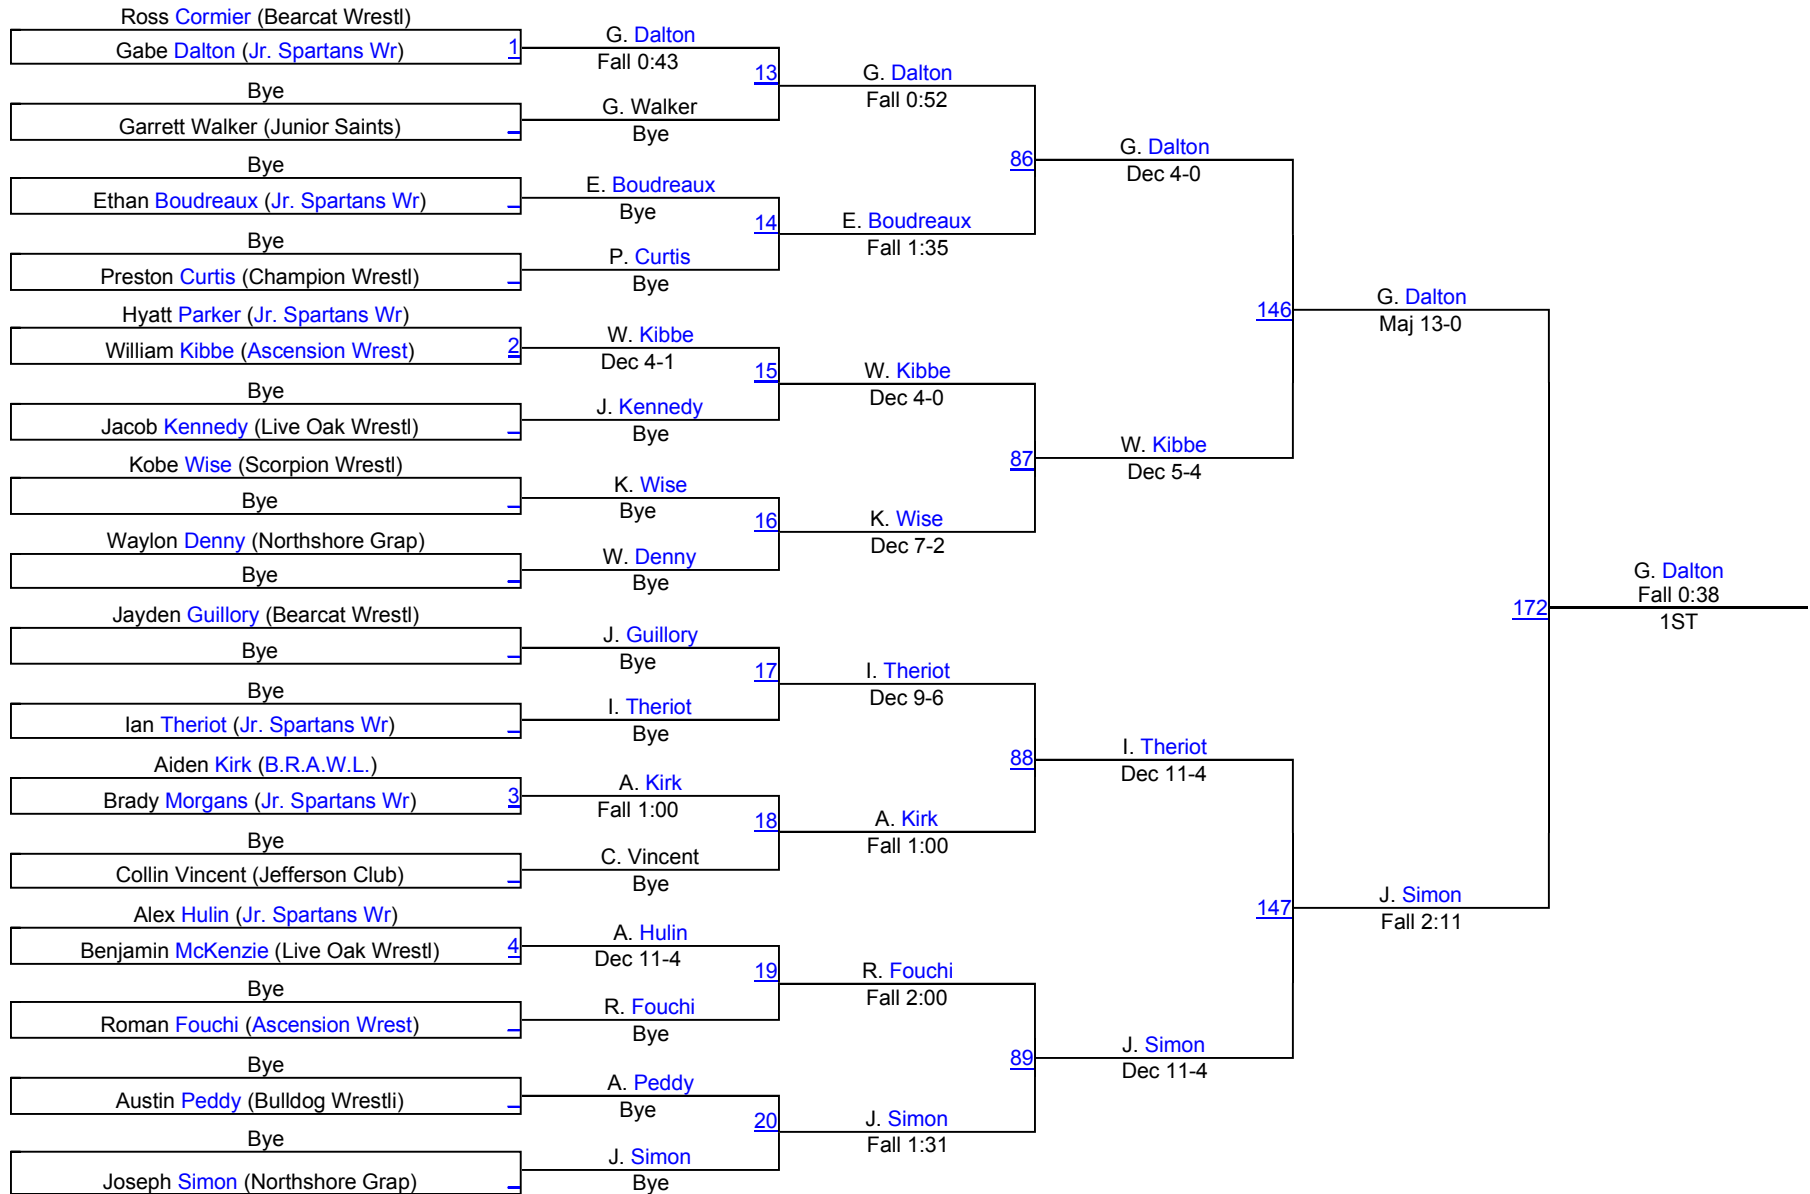 Ross Cormier (Bearcat Wrestl)
Gabe Dalton (Jr. Spartans Wr) 1
Bye
Garrett Walker (Junior Saints)
Bye
Ethan Boudreaux (Jr. Spartans Wr)
Bye
Preston Curtis (Champion Wrestl)
Hyatt Parker (Jr. Spartans Wr)
William Kibbe (Ascension Wrest) 2
Bye
Jacob Kennedy (Live Oak Wrestl)
Kobe Wise (Scorpion Wrestl)
Bye
Waylon Denny (Northshore Grap)
Bye
Jayden Guillory (Bearcat Wrestl)
Bye
Bye
Ian Theriot (Jr. Spartans Wr)
Aiden Kirk (B.R.A.W.L.)
Brady Morgans (Jr. Spartans Wr) 3
Bye
Collin Vincent (Jefferson Club)
Alex Hulin (Jr. Spartans Wr)
Benjamin McKenzie (Live Oak Wrestl) 4
Bye
Roman Fouchi (Ascension Wrest)
Bye
Austin Peddy (Bulldog Wrestli)
Bye
Joseph Simon (Northshore Grap)
G. Dalton
Fall 0:43
13
G. Walker
Bye
E. Boudreaux
Bye
14
P. Curtis
Bye
W. Kibbe
Dec 4-1
15
J. Kennedy
Bye
K. Wise
Bye
16
W. Denny
Bye
J. Guillory
Bye
17
I. Theriot
Bye
A. Kirk
Fall 1:00
18
C. Vincent
Bye
A. Hulin
Dec 11-4
19
R. Fouchi
Bye
A. Peddy
Bye
20
J. Simon
Bye
G. Dalton
Fall 0:52
86
E. Boudreaux
Fall 1:35
W. Kibbe
Dec 4-0
87
K. Wise
Dec 7-2
I. Theriot
Dec 9-6
88
A. Kirk
Fall 1:00
R. Fouchi
Fall 2:00
89
J. Simon
Fall 1:31
G. Dalton
Dec 4-0
146
W. Kibbe
Dec 5-4
I. Theriot
Dec 11-4
147
J. Simon
Dec 11-4
G. Dalton
Maj 13-0
172
J. Simon
Fall 2:11
G. Dalton
Fall 0:38
1ST